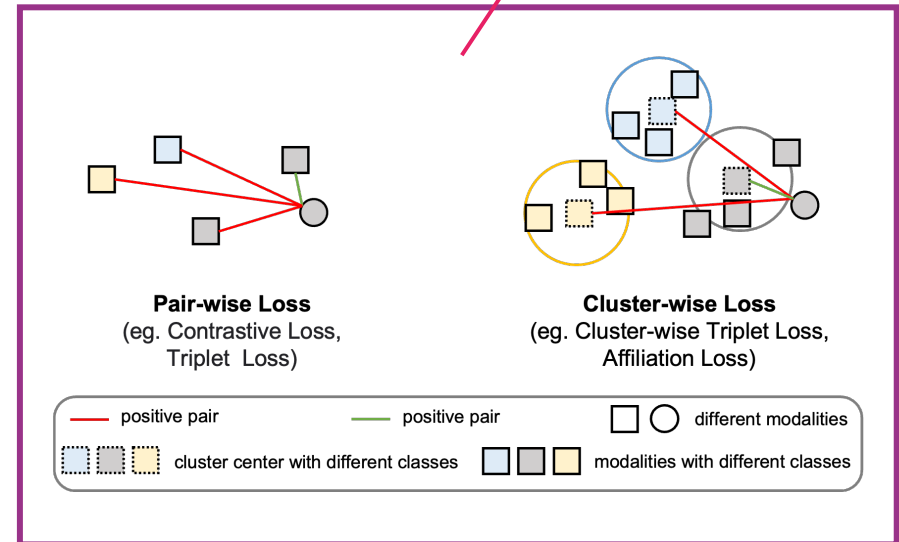 Pair-wise Loss
(eg. Contrastive Loss,
Triplet Loss)
Cluster-wise Loss
(eg. Cluster-wise Triplet Loss,
Affiliation Loss)
positive pair
positive pair
different modalities
cluster center with different classes
modalities with different classes